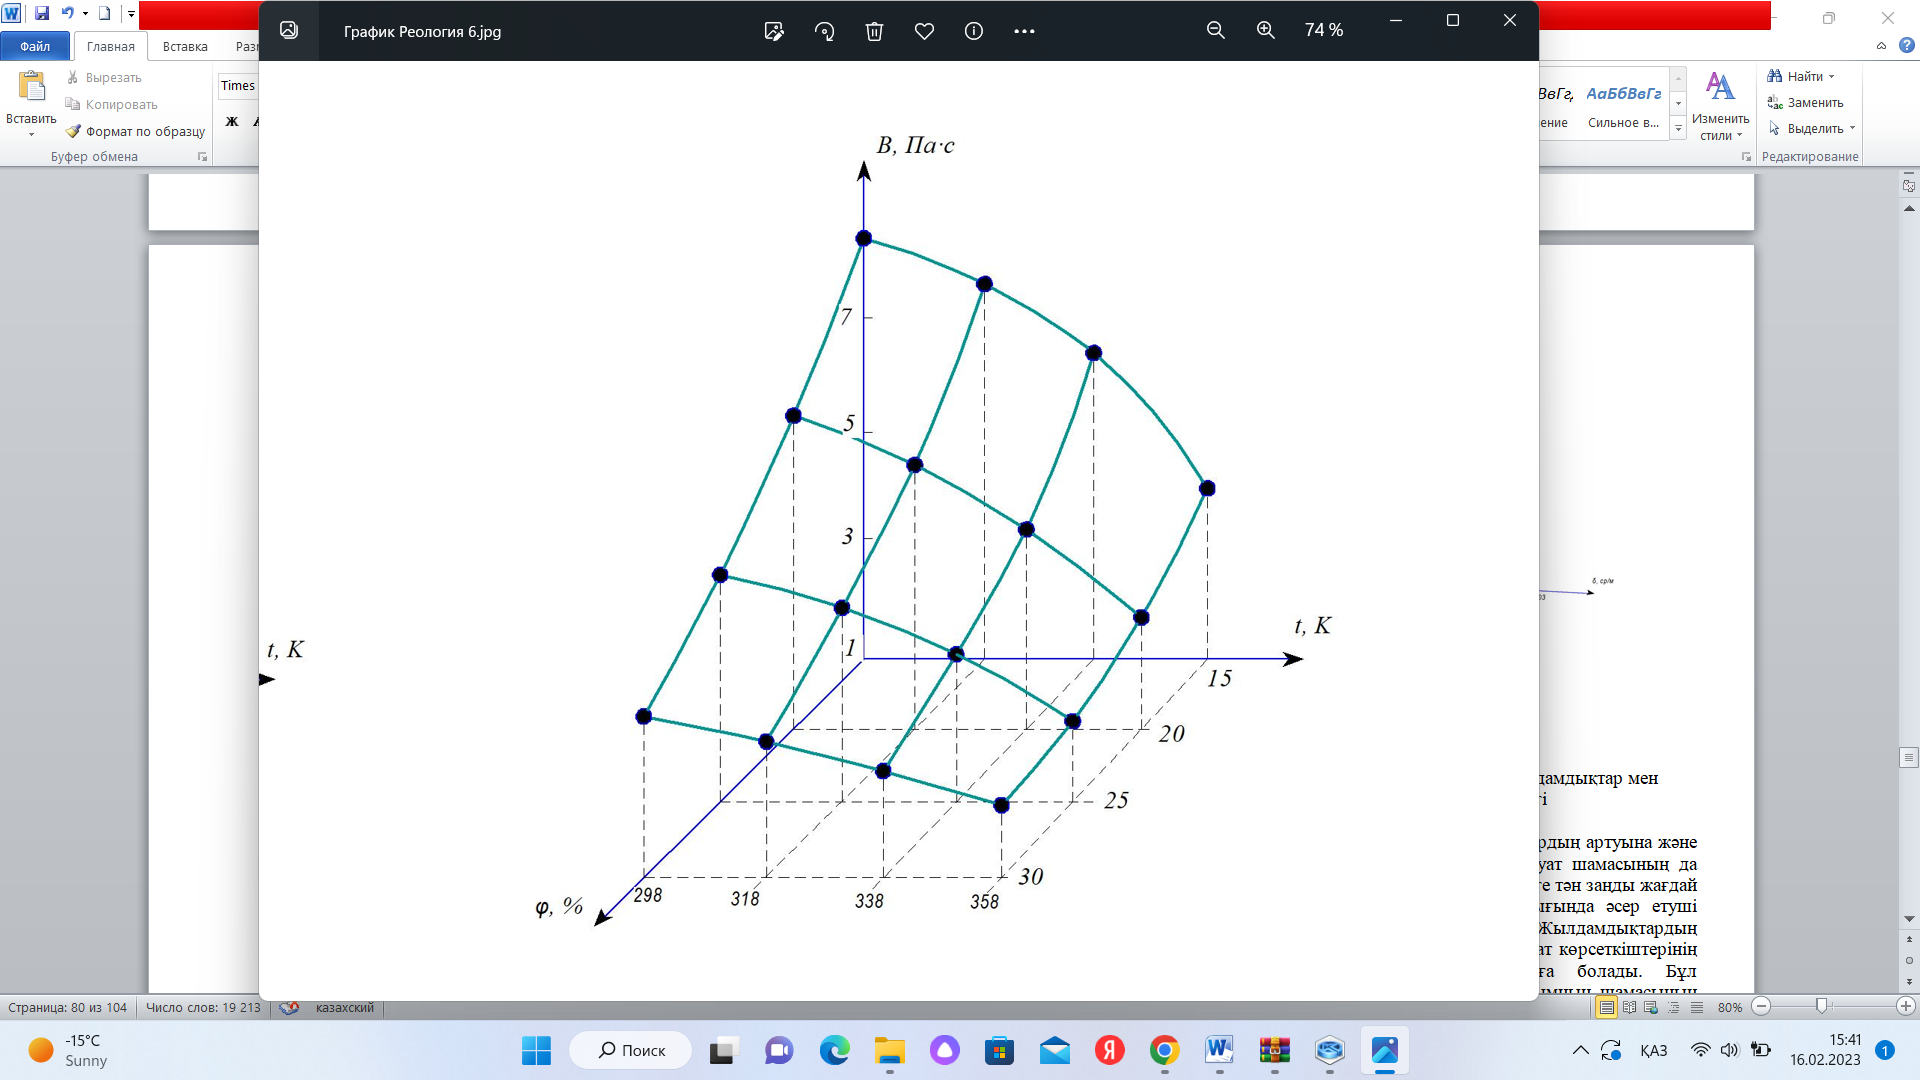 График Реология 6.jpg
74 %
Файл
Главная
Вставка
Вырезать
Копировать
Формат по образцу
Вставить
Буфер обмена
Times
Ж
АаБбВвГг
Сильное в...
Изменить
стили
Найти
Заменить
Выделить
Редактирование
B, Па·с
7
5
3
1
t, K
15
20
25
30
φ, %
298
318
338
358
t, K
б, ср/м
дамдықтар мен
рдың артуына және
уат шамасының да
е тән заңды жағдай
ығында әсер етуші
Жылдамдықтардың
ат көрсеткіштерінің
ға болады. Бұл
Страница: 80 из 104
Число слов: 19 213
казахский
80%
-15°C
Sunny
Поиск
ҚАЗ
15:41
16.02.2023
1